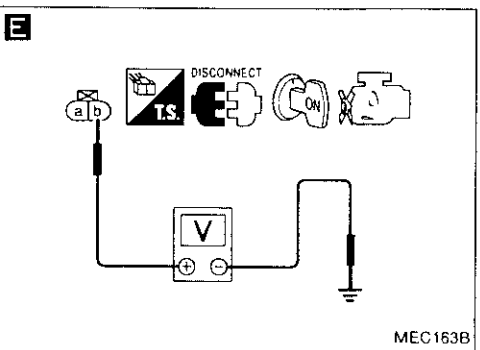 E
DISCONNECT
a b
T.S.
ON
V
+ −
MEC163B